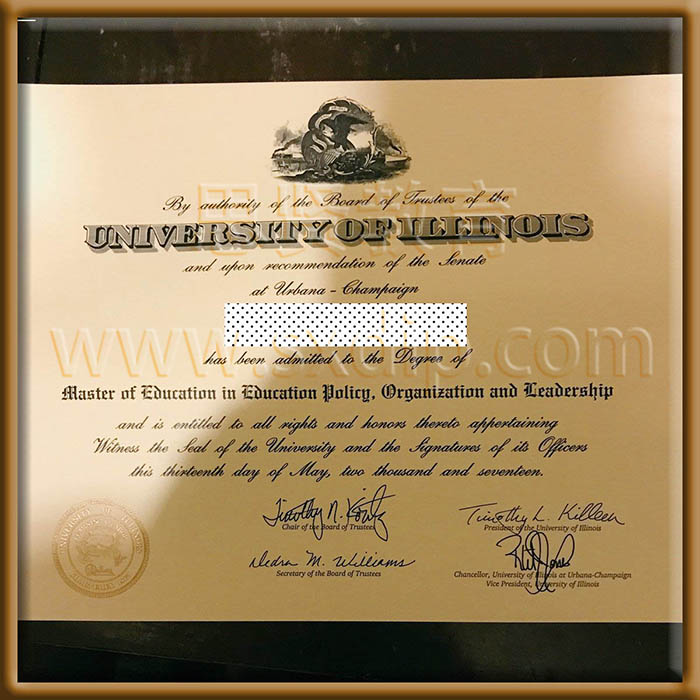 By authority of the Board of Trustees of the
UNIVERSITY OF ILLINOIS
and upon recommendation of the Senate
at Urbana - Champaign
has been admitted to the Degree of
Master of Education in Education Policy, Organization and Leadership
and is entitled to all rights and honors thereto appertaining
Witness the Seal of the University and the Signatures of its Officers
this thirteenth day of May, two thousand and seventeen.
Timothy N. Koritz
Chair of the Board of Trustees
Timothy L. Killeen
President of the University of Illinois
Dedra M. Williams
Secretary of the Board of Trustees
Chancellor, University of Illinois at Urbana-Champaign
Vice President, University of Illinois